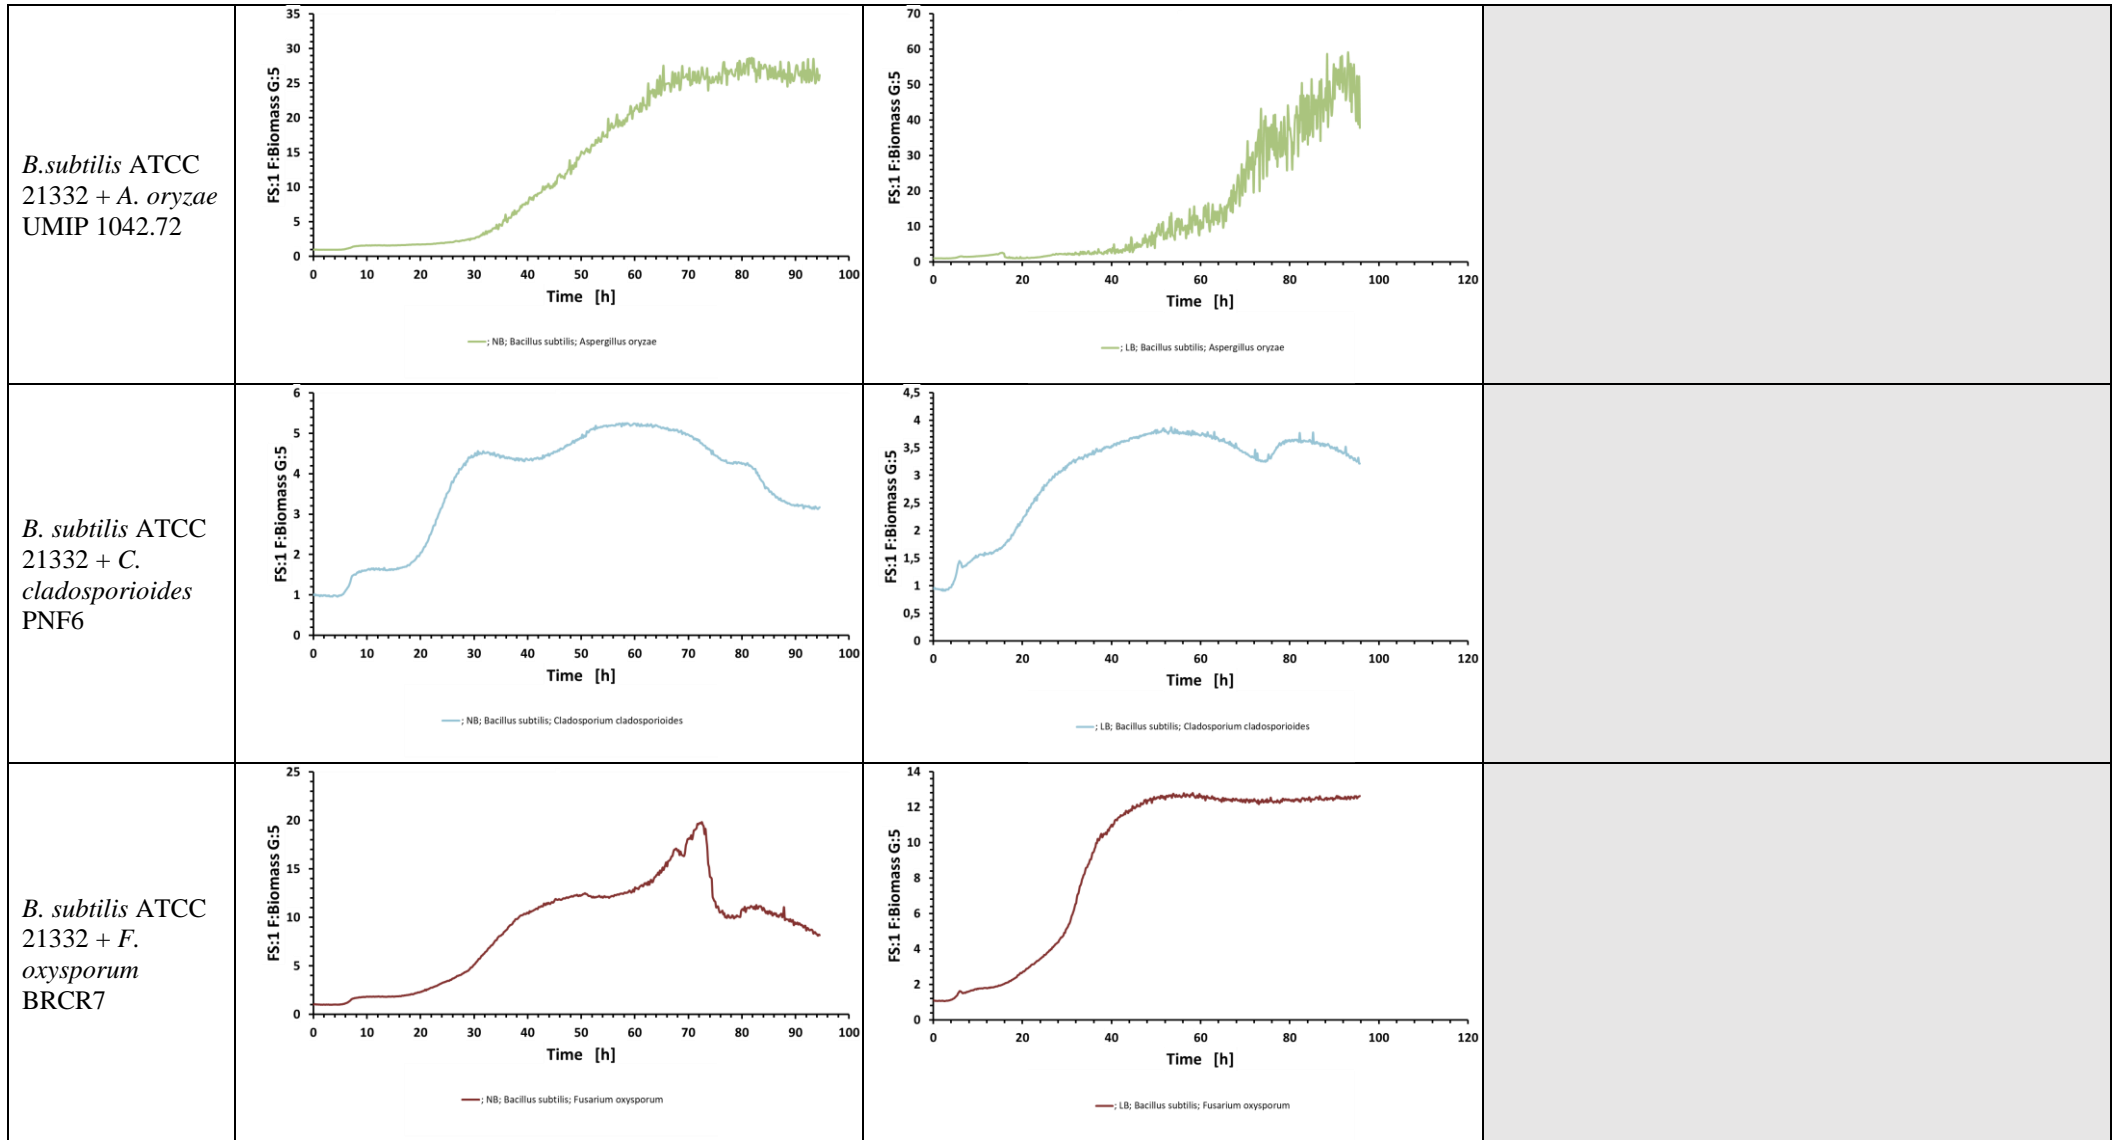 B.subtilis ATCC
21332 + A. oryzae
UMIP 1042.72
FS:1 F:Biomass G:5
35
30
25
20
15
10
5
0
0 10 20 30 40 50 60 70 80 90 100
Time [h]
; NB; Bacillus subtilis; Aspergillus oryzae
FS:1 F:Biomass G:5
70
60
50
40
30
20
10
0
0 20 40 60 80 100 120
Time [h]
; LB; Bacillus subtilis; Aspergillus oryzae
B. subtilis ATCC
21332 + C.
cladosporioides
PNF6
FS:1 F:Biomass G:5
6
5
4
3
2
1
0
0 10 20 30 40 50 60 70 80 90 100
Time [h]
; NB; Bacillus subtilis; Cladosporium cladosporioides
FS:1 F:Biomass G:5
4,5
4
3,5
3
2,5
2
1,5
1
0,5
0
0 20 40 60 80 100 120
Time [h]
; LB; Bacillus subtilis; Cladosporium cladosporioides
B. subtilis ATCC
21332 + F.
oxysporum
BRCR7
FS:1 F:Biomass G:5
25
20
15
10
5
0
0 10 20 30 40 50 60 70 80 90 100
Time [h]
; NB; Bacillus subtilis; Fusarium oxysporum
FS:1 F:Biomass G:5
14
12
10
8
6
4
2
0
0 20 40 60 80 100 120
Time [h]
; LB; Bacillus subtilis; Fusarium oxysporum